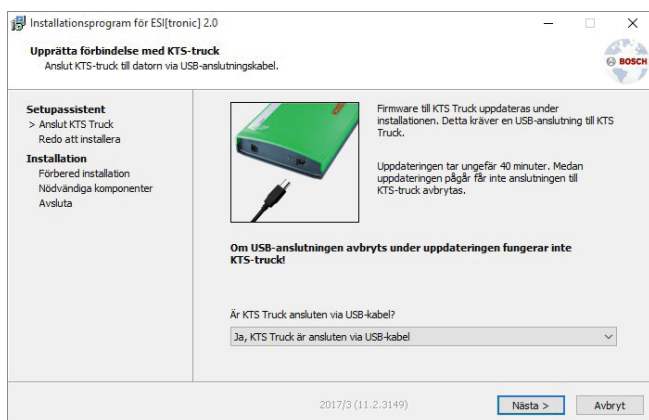 Installationsprogram för ESI[tronic] 2.0
Upprätta förbindelse med KTS-truck
Anslut KTS-truck till datorn via USB-anslutningskabel.
BOSCH
Setupassistent
> Anslut KTS Truck
Redo att installera
Installation
Förbered installation
Nödvändiga komponenter
Avsluta
Firmware till KTS Truck uppdateras under
installationen. Detta kräver en USB-anslutning till KTS
Truck.
Uppdateringen tar ungefär 40 minuter. Medan
uppdateringen pågår får inte anslutningen till
KTS-truck avbrytas.
Om USB-anslutningen avbryts under uppdateringen fungerar inte
KTS-truck!
Är KTS Truck ansluten via USB-kabel?
Ja, KTS Truck är ansluten via USB-kabel
2017/3 (11.2.3149)
Nästa >
Avbryt